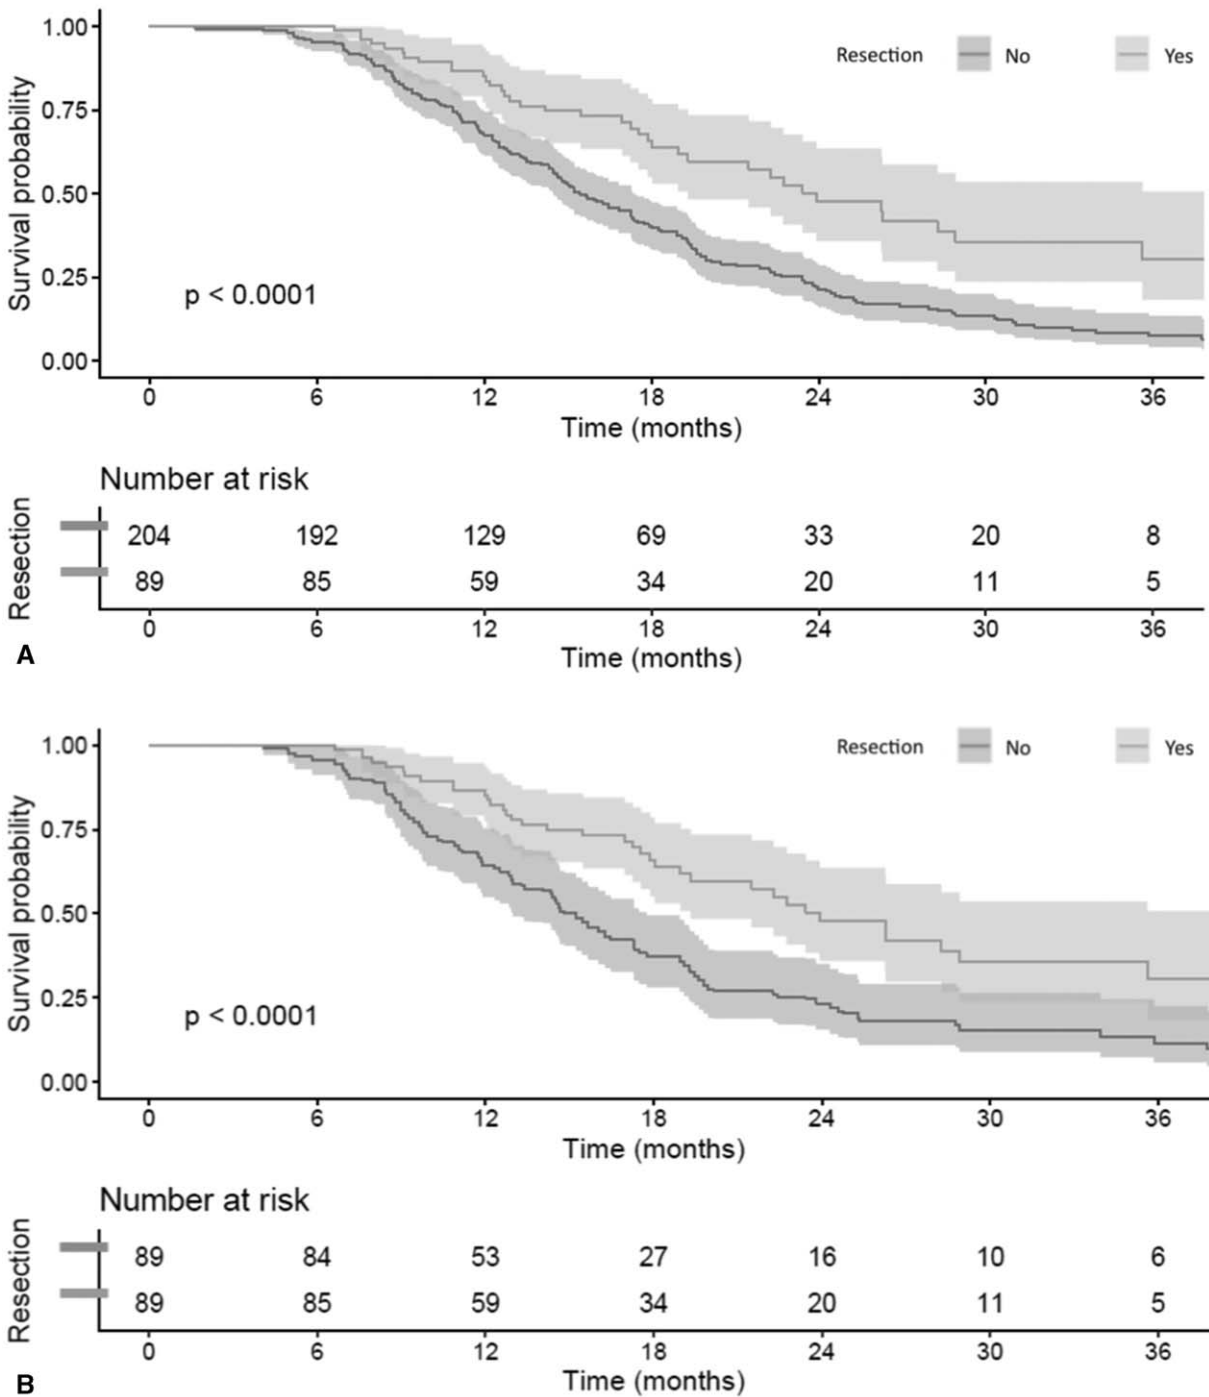 1.00
0.75
0.50
0.25
0.00
Survival probability
Resection No Yes
p < 0.0001
0 6 12 18 24 30 36
Time (months)
Number at risk
Resection
204 192 129 69 33 20 8
89 85 59 34 20 11 5
0 6 12 18 24 30 36
Time (months)
A
1.00
0.75
0.50
0.25
0.00
Survival probability
Resection No Yes
p < 0.0001
0 6 12 18 24 30 36
Time (months)
Number at risk
Resection
89 84 53 27 16 10 6
89 85 59 34 20 11 5
0 6 12 18 24 30 36
Time (months)
B